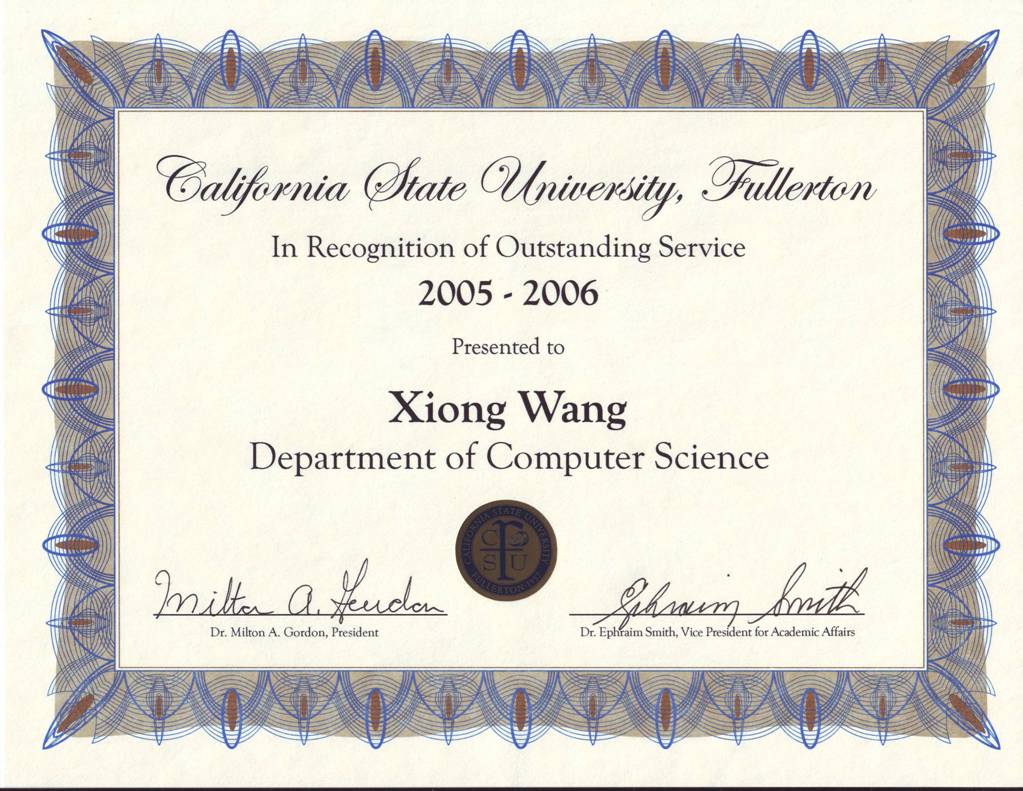 California State University, Fullerton
In Recognition of Outstanding Service
2005 - 2006
Presented to
Xiong Wang
Department of Computer Science
CALIFORNIA STATE UNIVERSITY
C S U F
FULLERTON
Milton A. Gordon
Ephraim Smith
Dr. Milton A. Gordon, President
Dr. Ephraim Smith, Vice President for Academic Affairs